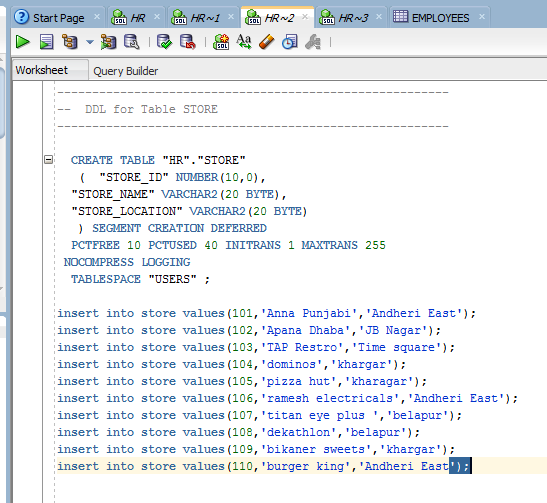 Start Page HR HR~1 HR~2 HR~3 EMPLOYEES
Worksheet Query Builder
--------------------------------------------------------
--  DDL for Table STORE
--------------------------------------------------------
CREATE TABLE "HR"."STORE"
( "STORE_ID" NUMBER(10,0),
"STORE_NAME" VARCHAR2(20 BYTE),
"STORE_LOCATION" VARCHAR2(20 BYTE)
) SEGMENT CREATION DEFERRED
PCTFREE 10 PCTUSED 40 INITRANS 1 MAXTRANS 255
NOCOMPRESS LOGGING
TABLESPACE "USERS" ;
insert into store values(101,'Anna Punjabi','Andheri East');
insert into store values(102,'Apana Dhaba','JB Nagar');
insert into store values(103,'TAP Restro','Time square');
insert into store values(104,'dominos','khargar');
insert into store values(105,'pizza hut','kharagar');
insert into store values(106,'ramesh electricals','Andheri East');
insert into store values(107,'titan eye plus ','belapur');
insert into store values(108,'dekathlon','belapur');
insert into store values(109,'bikaner sweets','khargar');
insert into store values(110,'burger king','Andheri East');